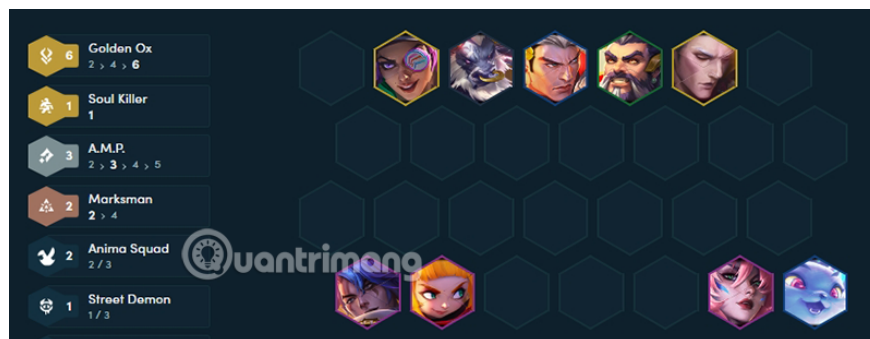 6
Golden Ox
2 > 4 > 6
1
Soul Killer
1
3
A.M.P.
2 > 3 > 4 > 5
2
Marksman
2 > 4
2
Anima Squad
2 / 3
1
Street Demon
1 / 3
Quantrimang